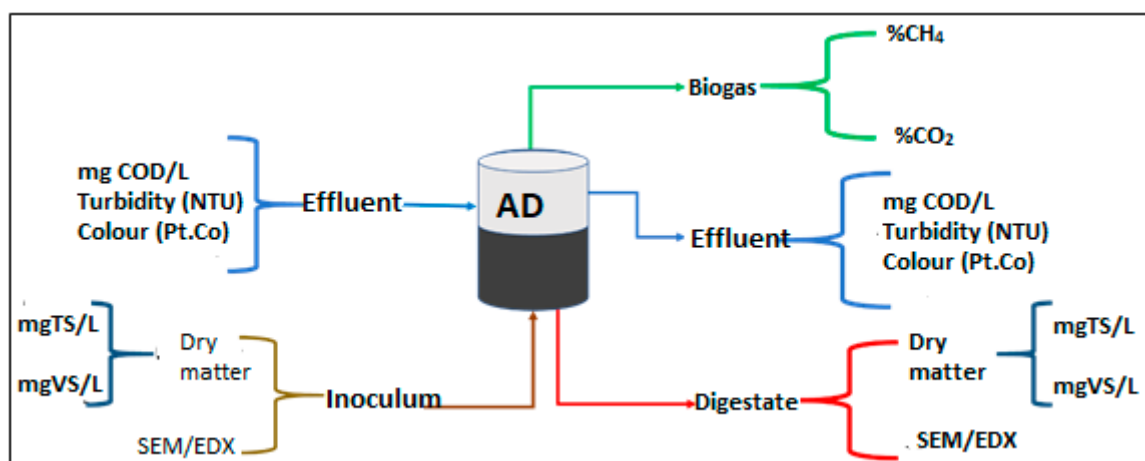 %CH₄
Biogas
%CO₂
mg COD/L
Turbidity (NTU)
Colour (Pt.Co)
Effluent
AD
Effluent
mg COD/L
Turbidity (NTU)
Colour (Pt.Co)
mgTS/L
mgVS/L
Dry
matter
SEM/EDX
Inoculum
Digestate
Dry
matter
mgTS/L
mgVS/L
SEM/EDX